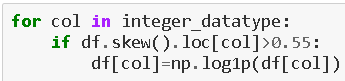 for col in integer_datatype:
    if df.skew().loc[col]>0.55:
        df[col]=np.log1p(df[col])